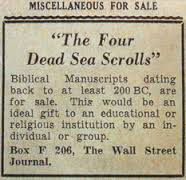 MISCELLANEOUS FOR SALE
"The Four
Dead Sea Scrolls"
Biblical Manuscripts dating
back to at least 200 BC, are
for sale. This would be an
ideal gift to an educational or
religious institution by an in-
dividual or group.
Box F 206, The Wall Street
Journal.